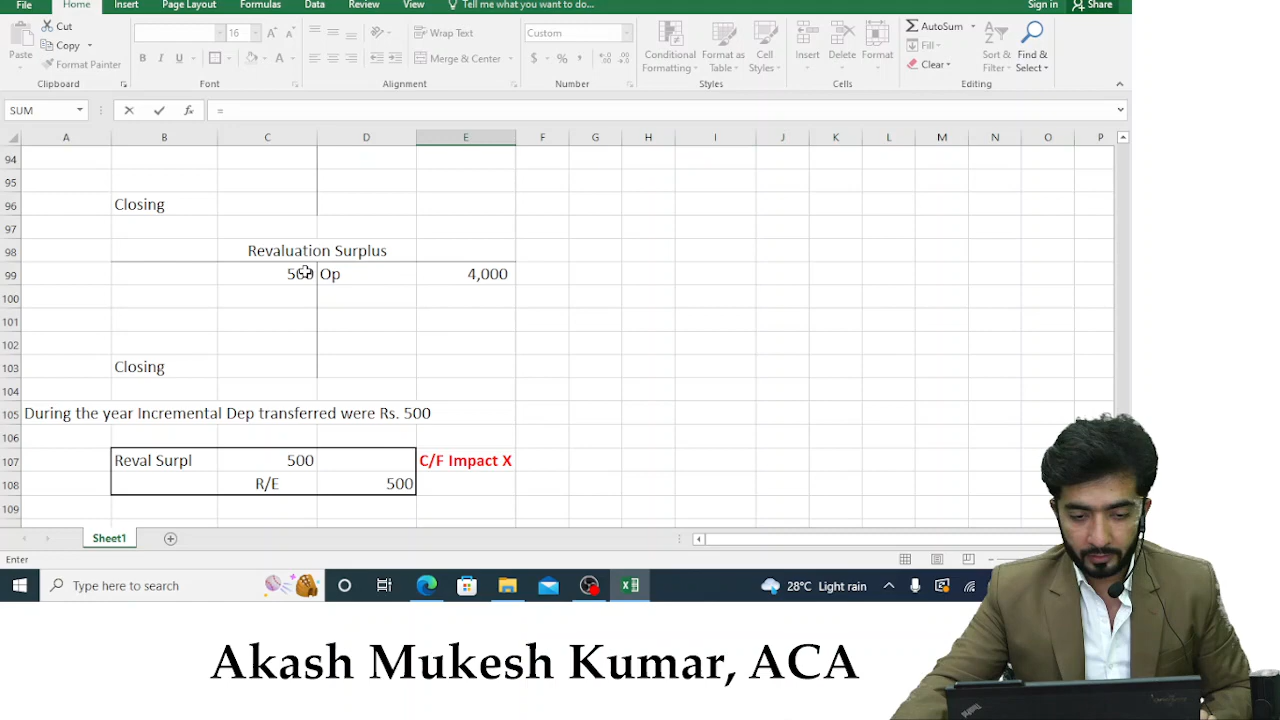 File Home Insert Page Layout Formulas Data Review View Tell me what you want to do... Sign in Share
Cut
Copy
Format Painter
Paste
16
B I U
A A
Wrap Text
Merge & Center
Custom
$ % ,
Conditional Formatting
Format as Table
Cell Styles
Insert
Delete
Format
AutoSum
Fill
Clear
Sort & Filter
Find & Select
Clipboard Font Alignment Number Styles Cells Editing
SUM fx =
A B C D E F G H I J K L M N O P
94
95
96 Closing
97
98 Revaluation Surplus
99 500 Op 4,000
100
101
102
103 Closing
104
105 During the year Incremental Dep transferred were Rs. 500
106
107 Reval Surpl 500 C/F Impact X
108 R/E 500
109
Sheet1
Enter
Type here to search
28°C Light rain
Akash Mukesh Kumar, ACA
ThinkPad